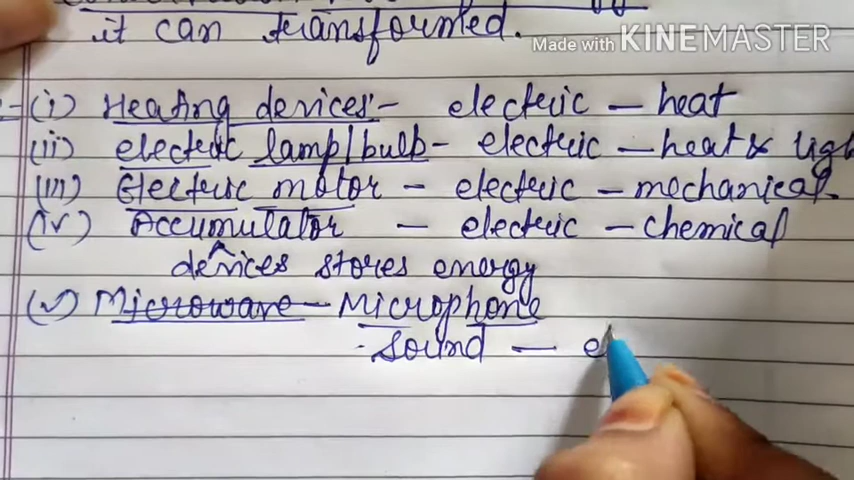 it can transformed.
Made with KINEMASTER
(i) Heating devices:- electric — heat
(ii) electric lamp/bulb - electric — heat & ligh
(iii) Electric motor - electric — mechanical.
(iv) Accumulator — electric — chemical
devices stores energy
(v) Microware - Microphone
Sound — e